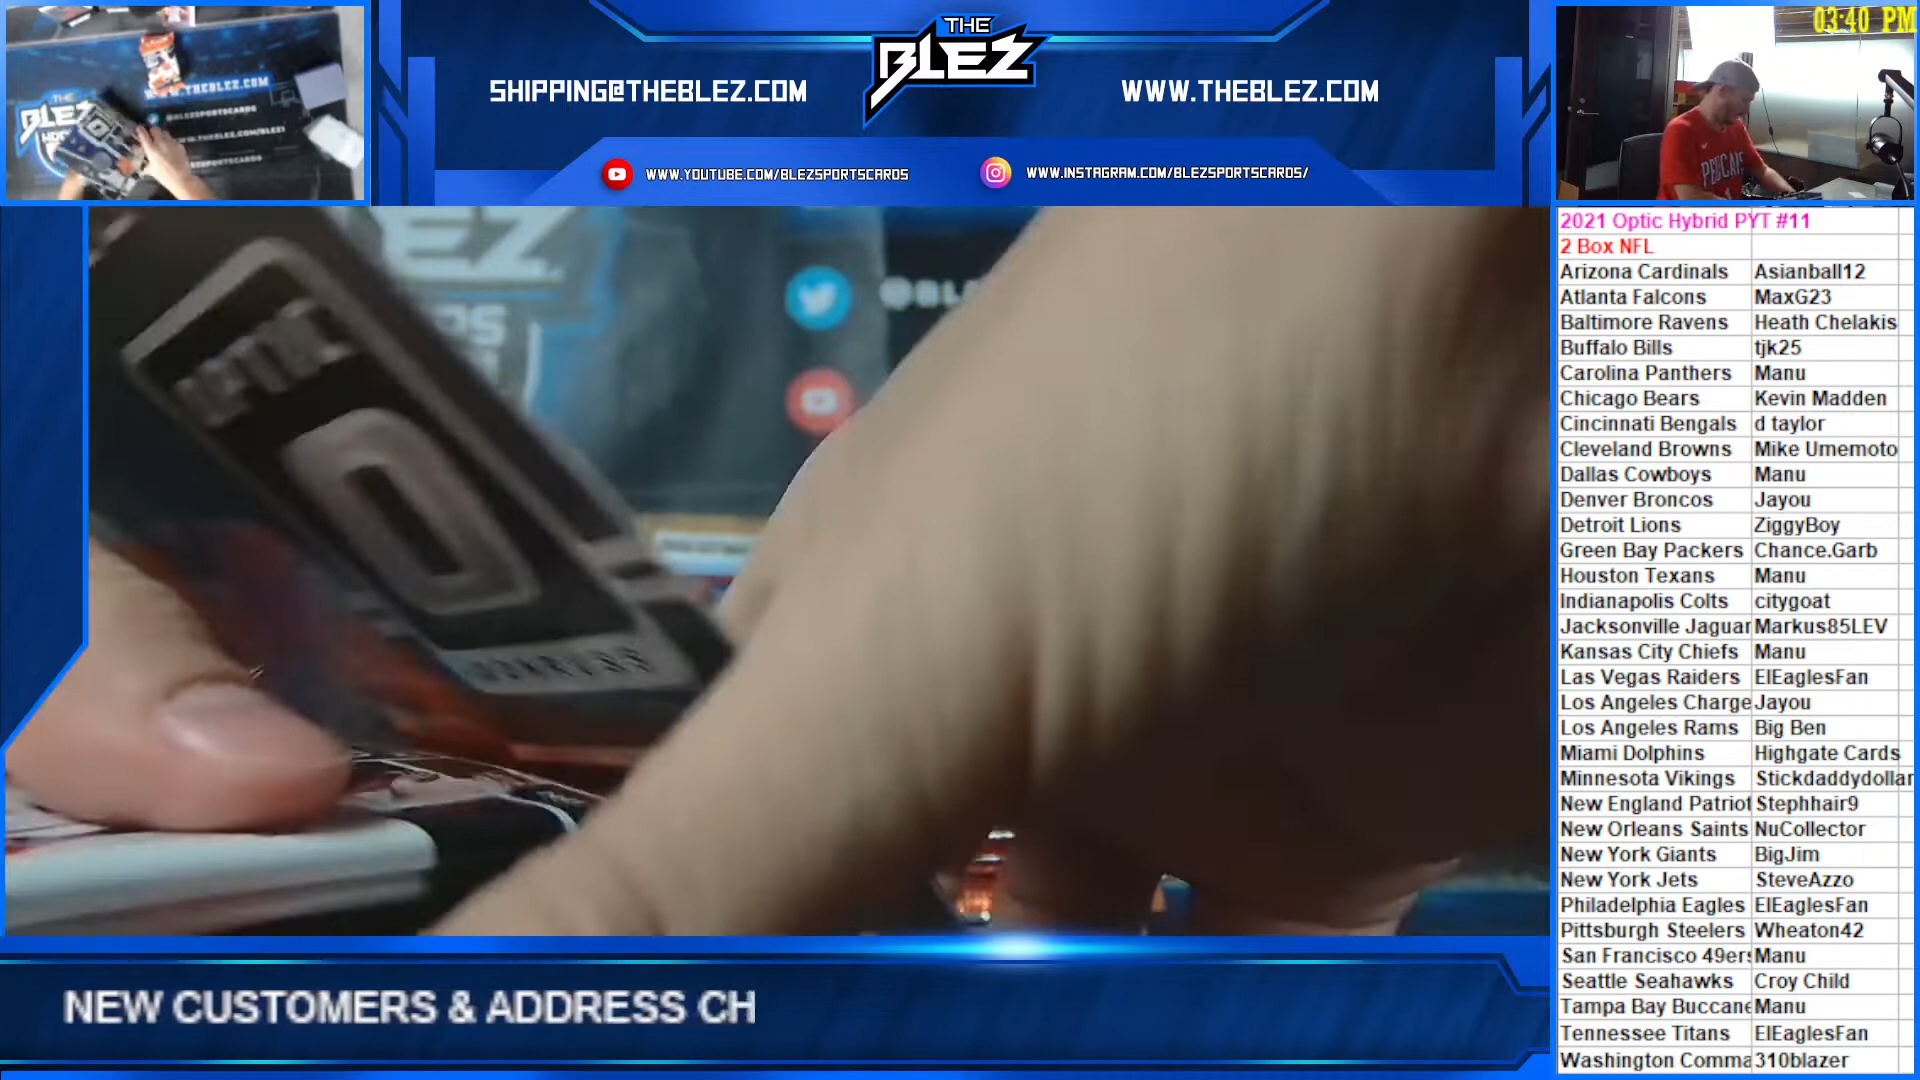 THE
BLEZ
SHIPPING@THEBLEZ.COM
WWW.THEBLEZ.COM
WWW.YOUTUBE.COM/BLEZSPORTSCARDS
WWW.INSTAGRAM.COM/BLEZSPORTSCARDS/
03:40 PM
2021 Optic Hybrid PYT #11
2 Box NFL
Arizona Cardinals Asianball12
Atlanta Falcons MaxG23
Baltimore Ravens Heath Chelakis
Buffalo Bills tjk25
Carolina Panthers Manu
Chicago Bears Kevin Madden
Cincinnati Bengals d taylor
Cleveland Browns Mike Umemoto
Dallas Cowboys Manu
Denver Broncos Jayou
Detroit Lions ZiggyBoy
Green Bay Packers Chance.Garb
Houston Texans Manu
Indianapolis Colts citygoat
Jacksonville Jaguar Markus85LEV
Kansas City Chiefs Manu
Las Vegas Raiders ElEaglesFan
Los Angeles Charge Jayou
Los Angeles Rams Big Ben
Miami Dolphins Highgate Cards
Minnesota Vikings Stickdaddydollar
New England Patriot Stephhair9
New Orleans Saints NuCollector
New York Giants BigJim
New York Jets SteveAzzo
Philadelphia Eagles ElEaglesFan
Pittsburgh Steelers Wheaton42
San Francisco 49ers Manu
Seattle Seahawks Croy Child
Tampa Bay Buccane Manu
Tennessee Titans ElEaglesFan
Washington Comma 310blazer
OPTIC
DONRUSS
NEW CUSTOMERS & ADDRESS CH